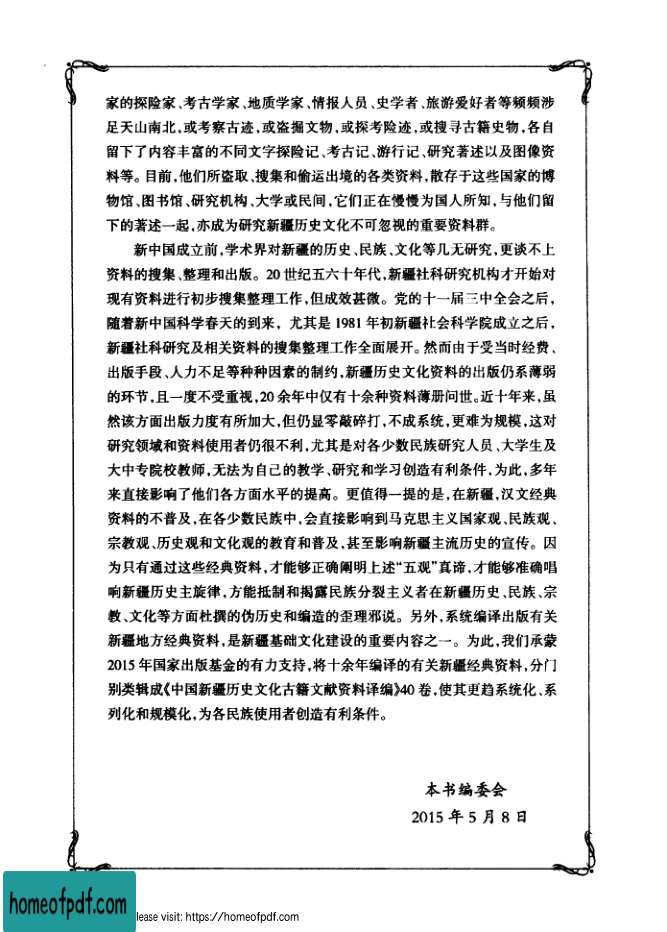 家的探险家、考古学家、地质学家、情报人员、史学者、旅游爱好者等频频涉
足天山南北,或考察古迹,或盗掘文物,或探考险迹,或搜寻古籍史物,各自
留下了内容丰富的不同文字探险记、考古记、游行记、研究著述以及图像资
料等。目前,他们所盗取、搜集和偷运出境的各类资料,散存于这些国家的博
物馆、图书馆、研究机构、大学或民间,它们正在慢慢为国人所知,与他们留
下的著述一起,亦成为研究新疆历史文化不可忽视的重要资料群。
新中国成立前,学术界对新疆的历史、民族、文化等几无研究,更谈不上
资料的搜集、整理和出版。20世纪五六十年代,新疆社科研究机构才开始对
现有资料进行初步搜集整理工作,但成效甚微。党的十一届三中全会之后,
随着新中国科学春天的到来，尤其是1981年初新疆社会科学院成立之后,
新疆社科研究及相关资料的搜集整理工作全面展开。然而由于受当时经费、
出版手段、人力不足等种种因素的制约,新疆历史文化资料的出版仍系薄弱
的环节,且一度不受重视,20余年中仅有十余种资料薄册问世。近十年来,虽
然该方面出版力度有所加大,但仍显零敲碎打,不成系统,更难为规模,这对
研究领域和资料使用者仍很不利,尤其是对各少数民族研究人员、大学生及
大中专院校教师,无法为自己的教学、研究和学习创造有利条件,为此,多年
来直接影响了他们各方面水平的提高。更值得一提的是,在新疆,汉文经典
资料的不普及,在各少数民族中,会直接影响到马克思主义国家观、民族观、
宗教观、历史观和文化观的教育和普及,甚至影响新疆主流历史的宣传。因
为只有通过这些经典资料,才能够正确阐明上述“五观”真谛,才能够准确唱
响新疆历史主旋律,方能抵制和揭露民族分裂主义者在新疆历史、民族、宗
教、文化等方面杜撰的伪历史和编造的歪理邪说。另外,系统编译出版有关
新疆地方经典资料,是新疆基础文化建设的重要内容之一。为此,我们承蒙
2015年国家出版基金的有力支持,将十余年编译的有关新疆经典资料,分门
别类辑成《中国新疆历史文化古籍文献资料译编》40卷,使其更趋系统化、系
列化和规模化,为各民族使用者创造有利条件。
本书编委会
2015年5月8日
homeofpdf.com
lease visit: https://homeofpdf.com